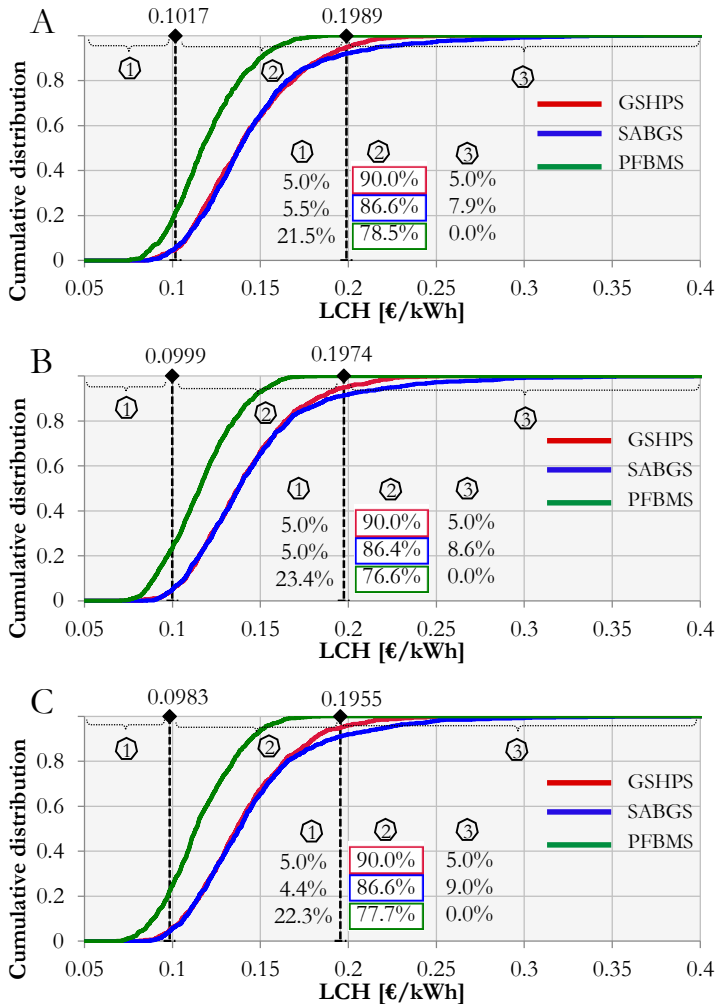 A
0.1017 0.1989
1
① ② ③
0.8 GSHPS
SABGS
0.6 PFBMS
① ② ③
0.4 5.0% 90.0% 5.0%
5.5% 86.6% 7.9%
0.2 21.5% 78.5% 0.0%
0
0.05 0.1 0.15 0.2 0.25 0.3 0.35 0.4
Cumulative distribution
LCH [€/kWh]
B
0.0999 0.1974
1
① ② ③
0.8
GSHPS
0.6 SABGS
PFBMS
① ② ③
0.4
5.0% 90.0% 5.0%
0.2 5.0% 86.4% 8.6%
23.4% 76.6% 0.0%
0
0.05 0.1 0.15 0.2 0.25 0.3 0.35 0.4
Cumulative distribution
LCH [€/kWh]
C
0.0983 0.1955
1
① ② ③
0.8
GSHPS
0.6 SABGS
PFBMS
① ② ③
0.4
5.0% 90.0% 5.0%
0.2 4.4% 86.6% 9.0%
22.3% 77.7% 0.0%
0
0.05 0.1 0.15 0.2 0.25 0.3 0.35 0.4
Cumulative distribution
LCH [€/kWh]